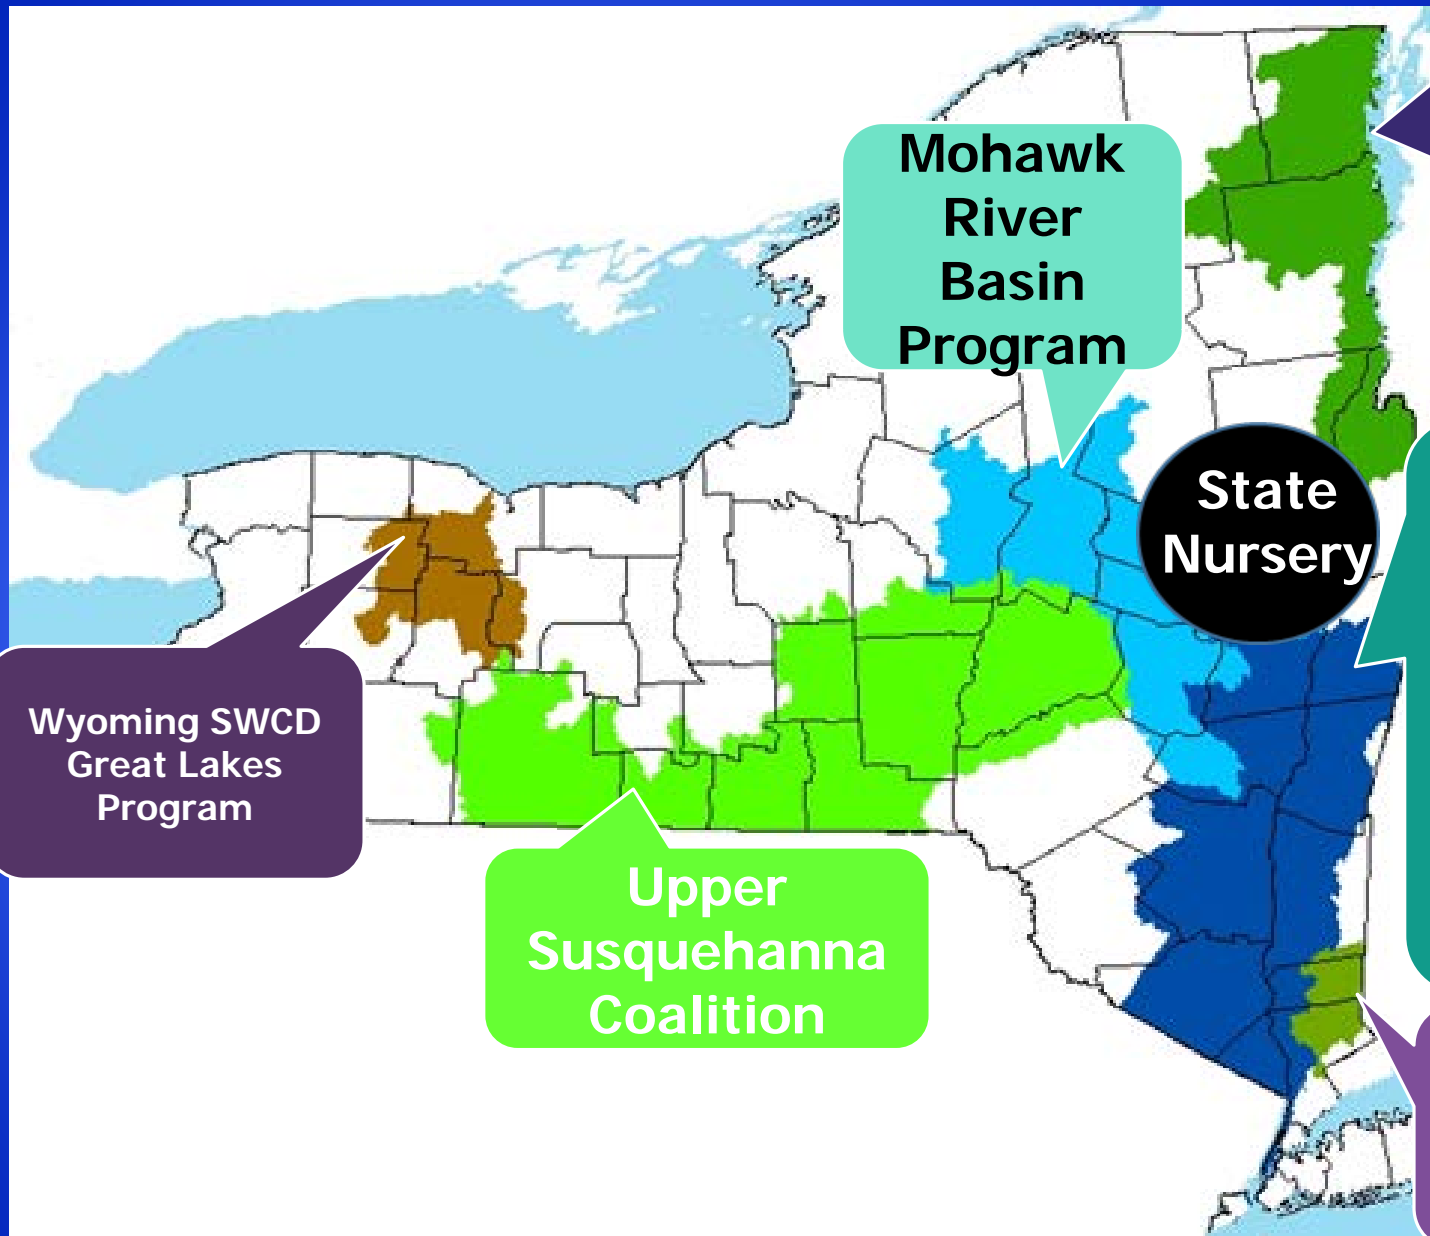 Mohawk
River
Basin
Program
State
Nursery
Wyoming SWCD
Great Lakes
Program
Upper
Susquehanna
Coalition